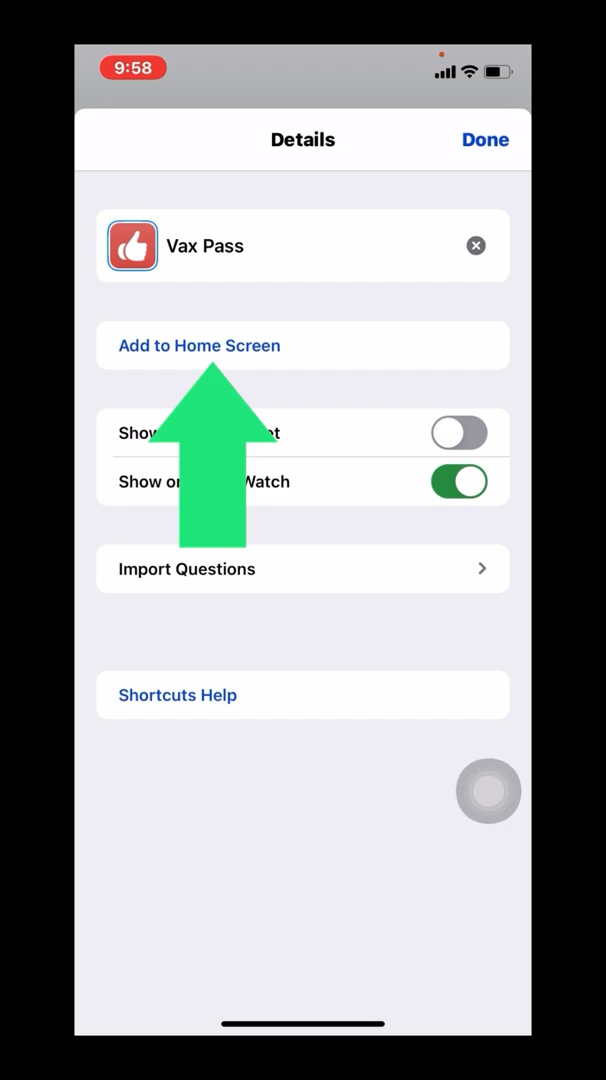 9:58
Details
Done
Vax Pass
Add to Home Screen
Show
Show on Watch
Import Questions
Shortcuts Help